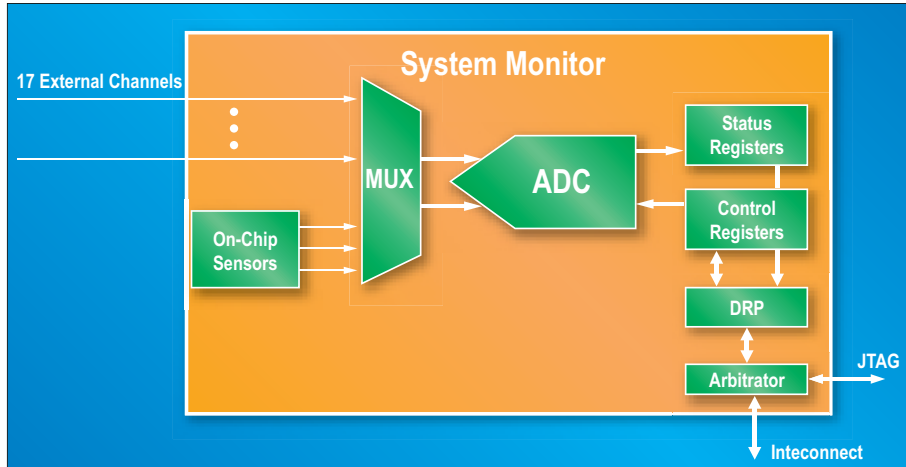 System Monitor
17 External Channels
MUX
ADC
Status
Registers
Control
Registers
On-Chip
Sensors
DRP
Arbitrator
JTAG
Inteconnect